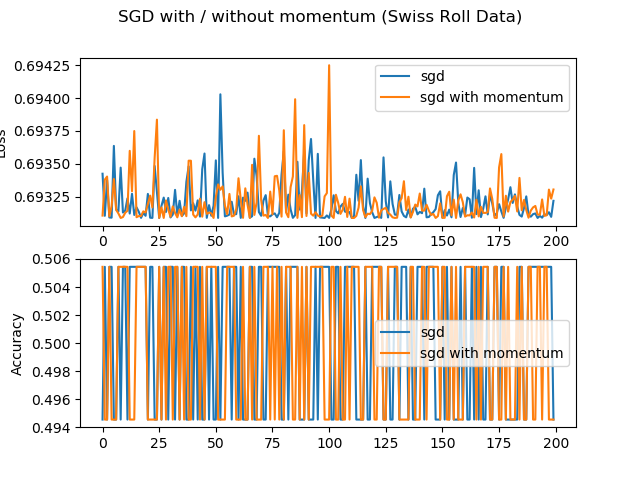 SGD with / without momentum (Swiss Roll Data)
0.69425
0.69400
0.69375
0.69350
0.69325
Loss
sgd
sgd with momentum
0 25 50 75 100 125 150 175 200
0.506
0.504
0.502
0.500
0.498
0.496
0.494
Accuracy
sgd
sgd with momentum
0 25 50 75 100 125 150 175 200